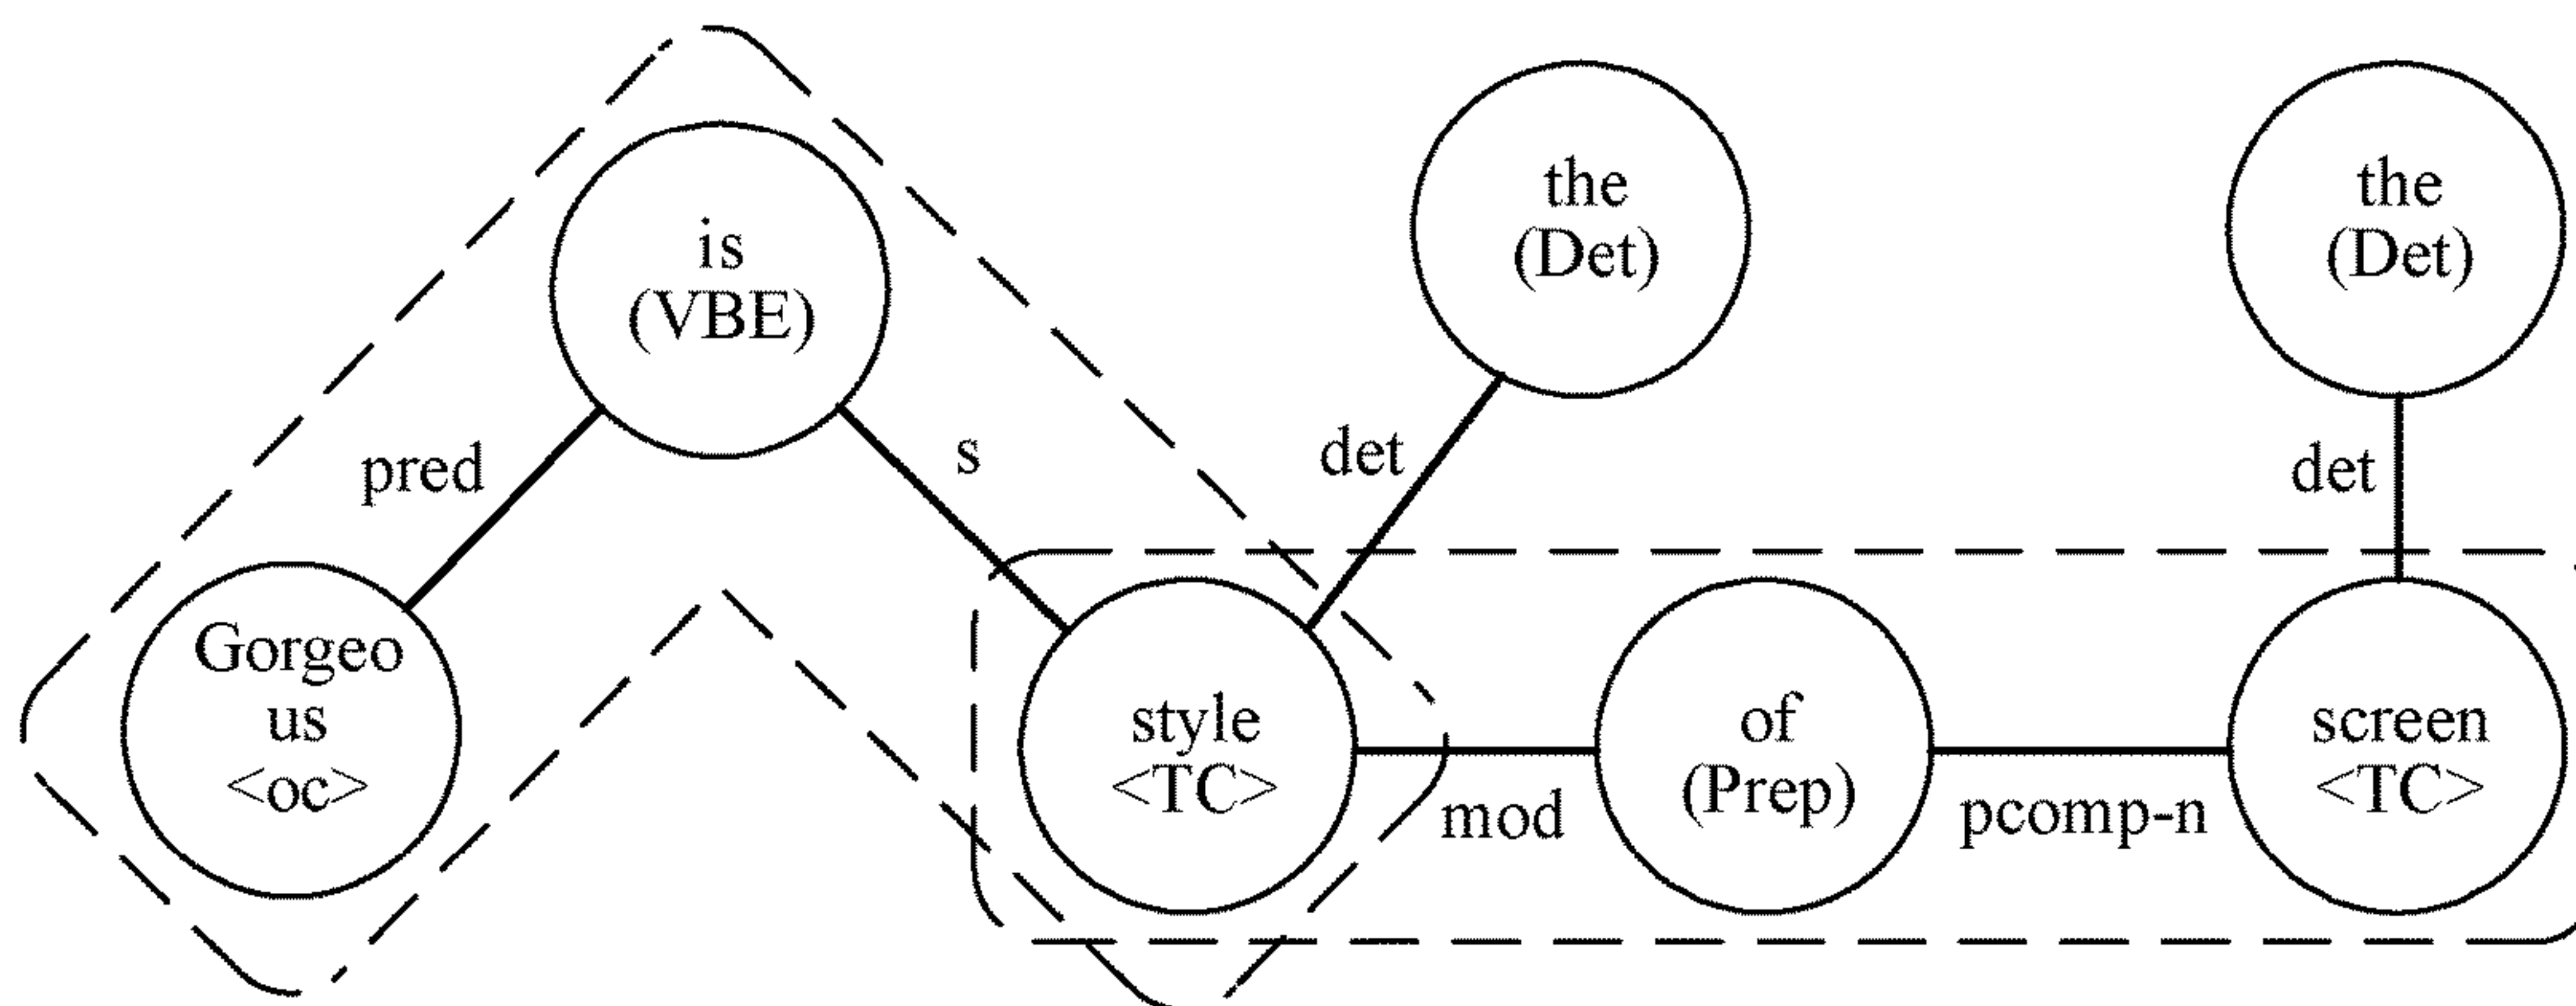 the
(Det)
the
(Det)
is
(VBE)
pred
s
det
det
Gorgeo
us
<oc>
style
<TC>
mod
of
(Prep)
pcomp-n
screen
<TC>